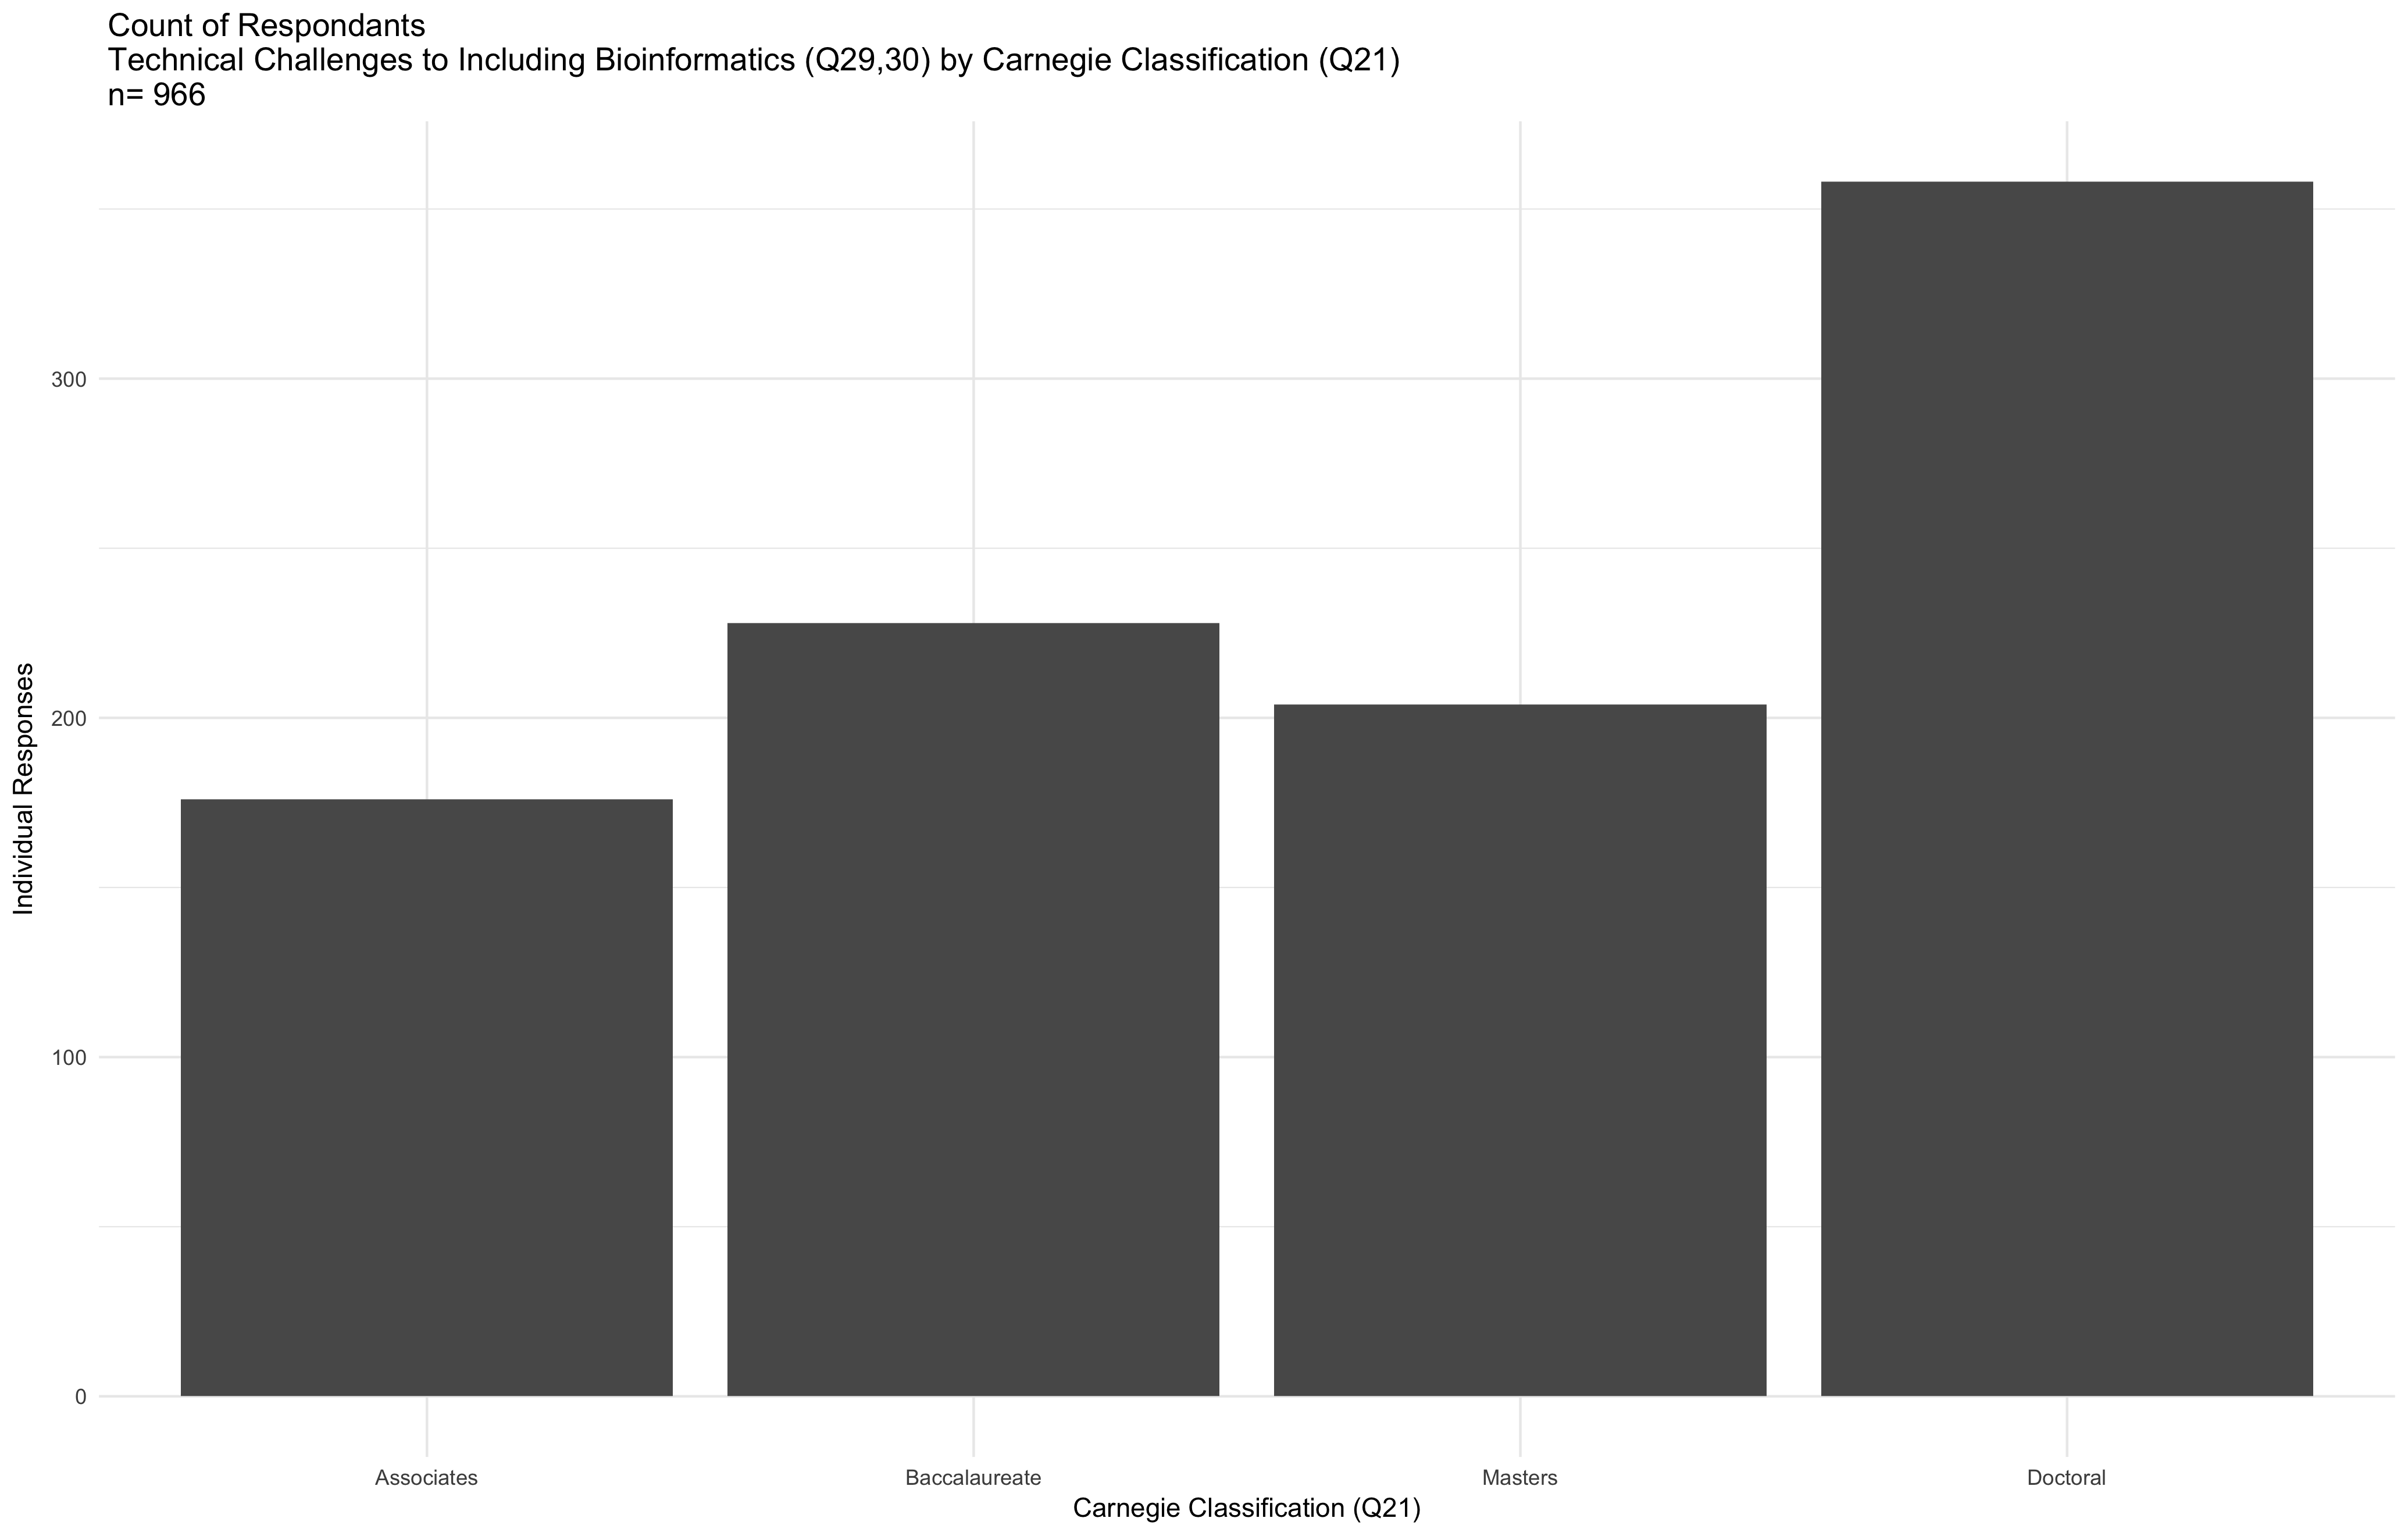 Count of Respondants
Technical Challenges to Including Bioinformatics (Q29,30) by Carnegie Classification (Q21)
n= 966
Individual Responses
300
200
100
0
Associates Baccalaureate Masters Doctoral
Carnegie Classification (Q21)